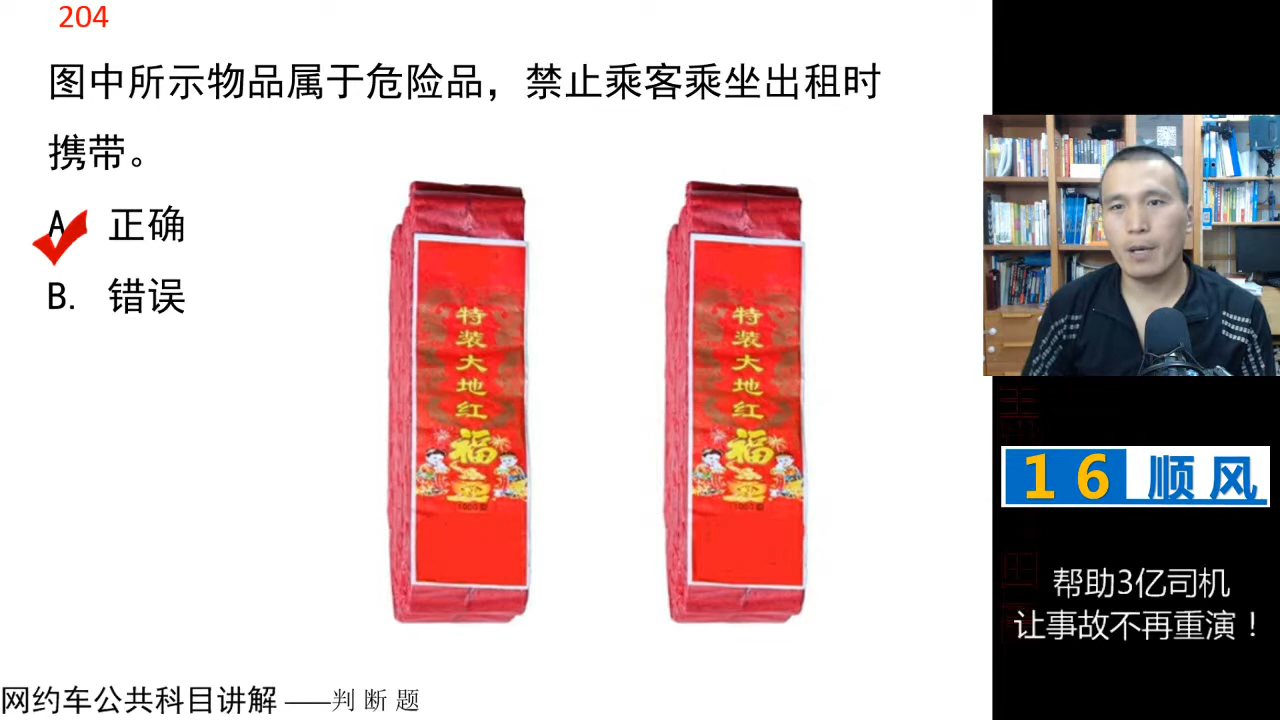 204
图中所示物品属于危险品，禁止乘客乘坐出租时
携带。
A. 正确
B. 错误
特装大地红
福
特装大地红
福
16 顺风
帮助3亿司机
让事故不再重演！
网约车公共科目讲解 ——判断题